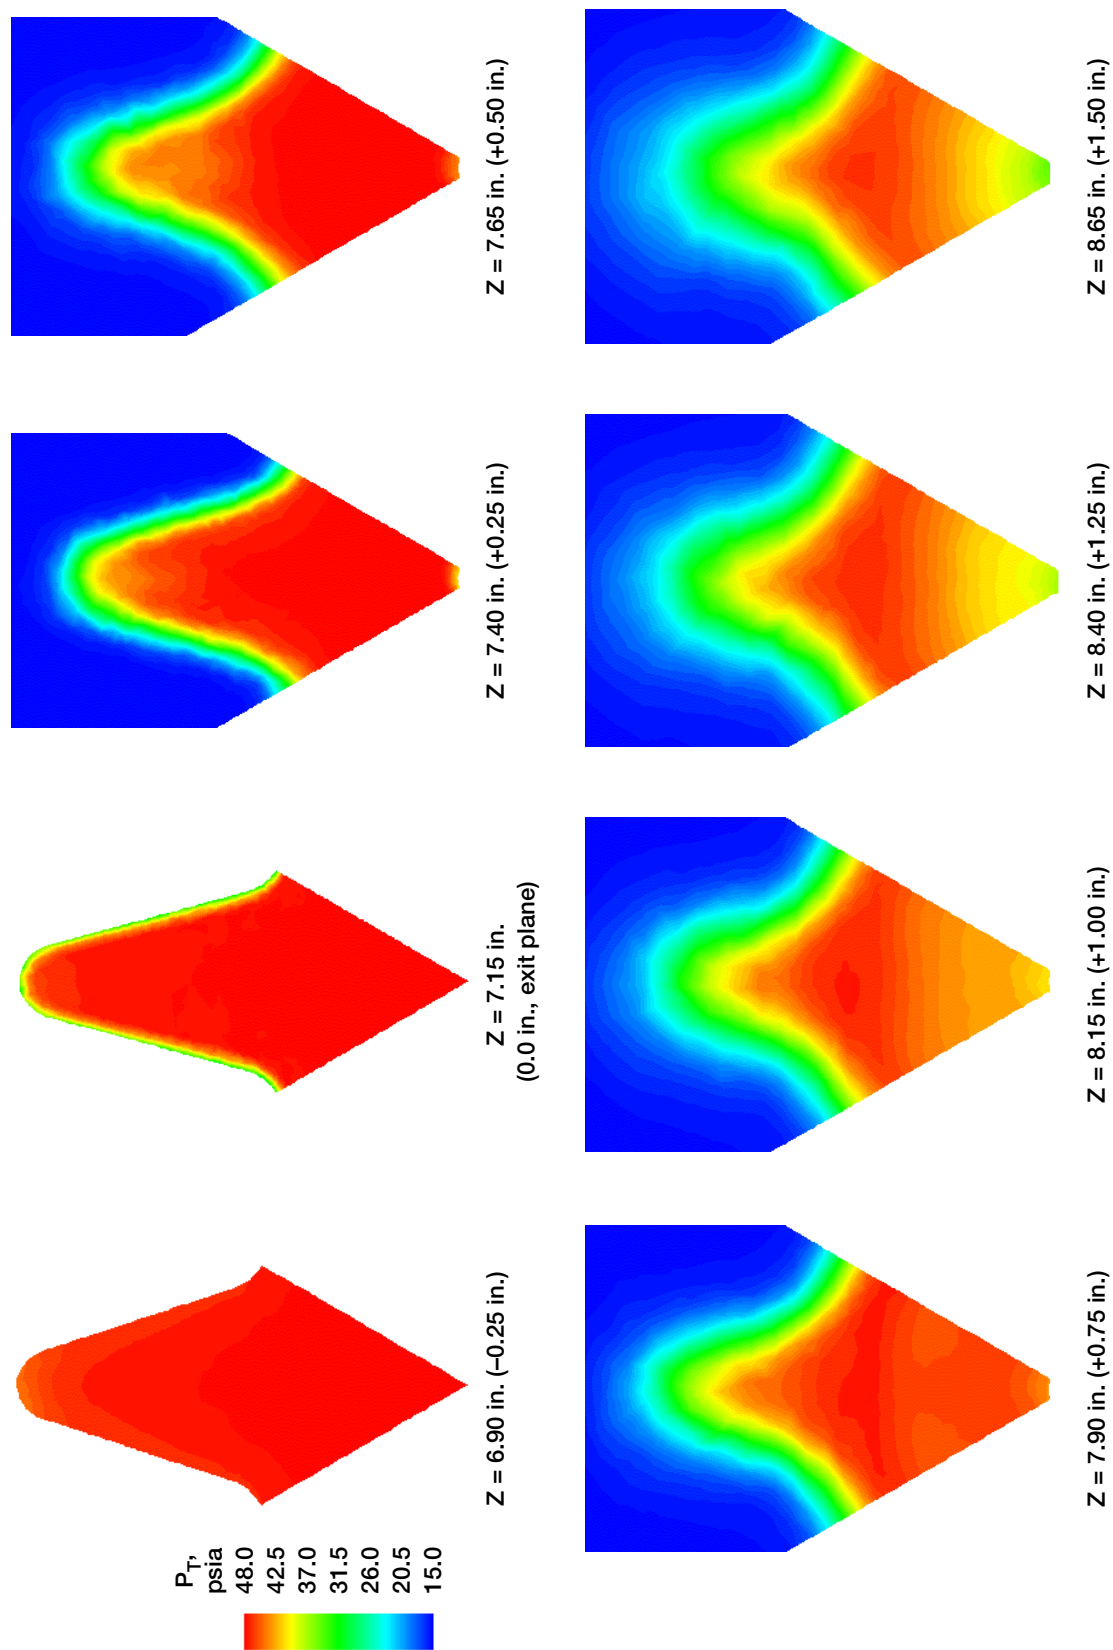 P_T,
psia
48.0
42.5
37.0
31.5
26.0
20.5
15.0
Z = 6.90 in. (–0.25 in.)
Z = 7.15 in.
(0.0 in., exit plane)
Z = 7.40 in. (+0.25 in.)
Z = 7.65 in. (+0.50 in.)
Z = 7.90 in. (+0.75 in.)
Z = 8.15 in. (+1.00 in.)
Z = 8.40 in. (+1.25 in.)
Z = 8.65 in. (+1.50 in.)